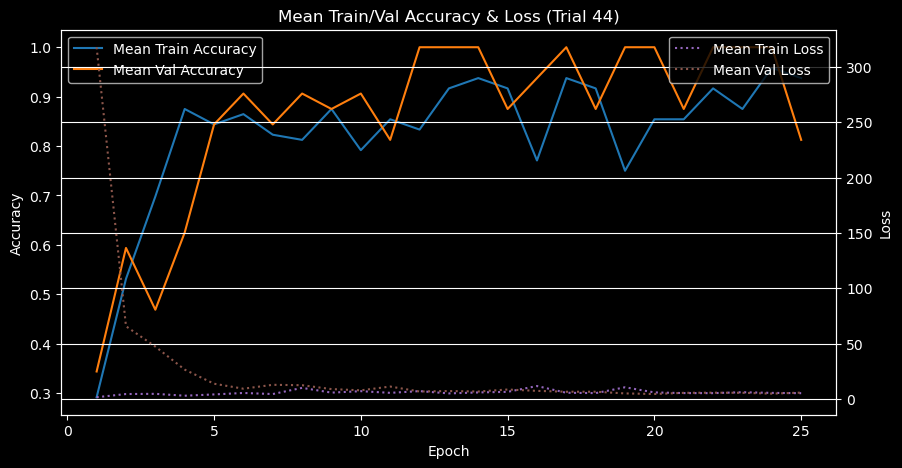 Mean Train/Val Accuracy & Loss (Trial 44)
Mean Train Accuracy
Mean Val Accuracy
Mean Train Loss
Mean Val Loss
Accuracy
1.0
0.9
0.8
0.7
0.6
0.5
0.4
0.3
300
250
200
150
100
50
0
Loss
0
5
10
15
20
25
Epoch